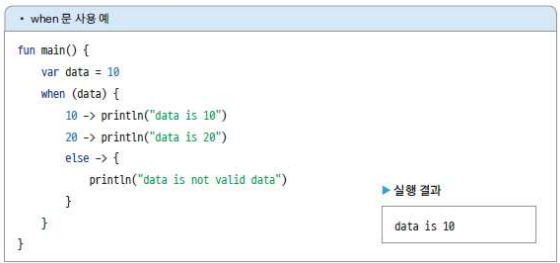 • when 문 사용 예
fun main() {
    var data = 10
    when (data) {
        10 -> println("data is 10")
        20 -> println("data is 20")
        else -> {
            println("data is not valid data")
        }
    }
}
▶ 실행 결과
data is 10